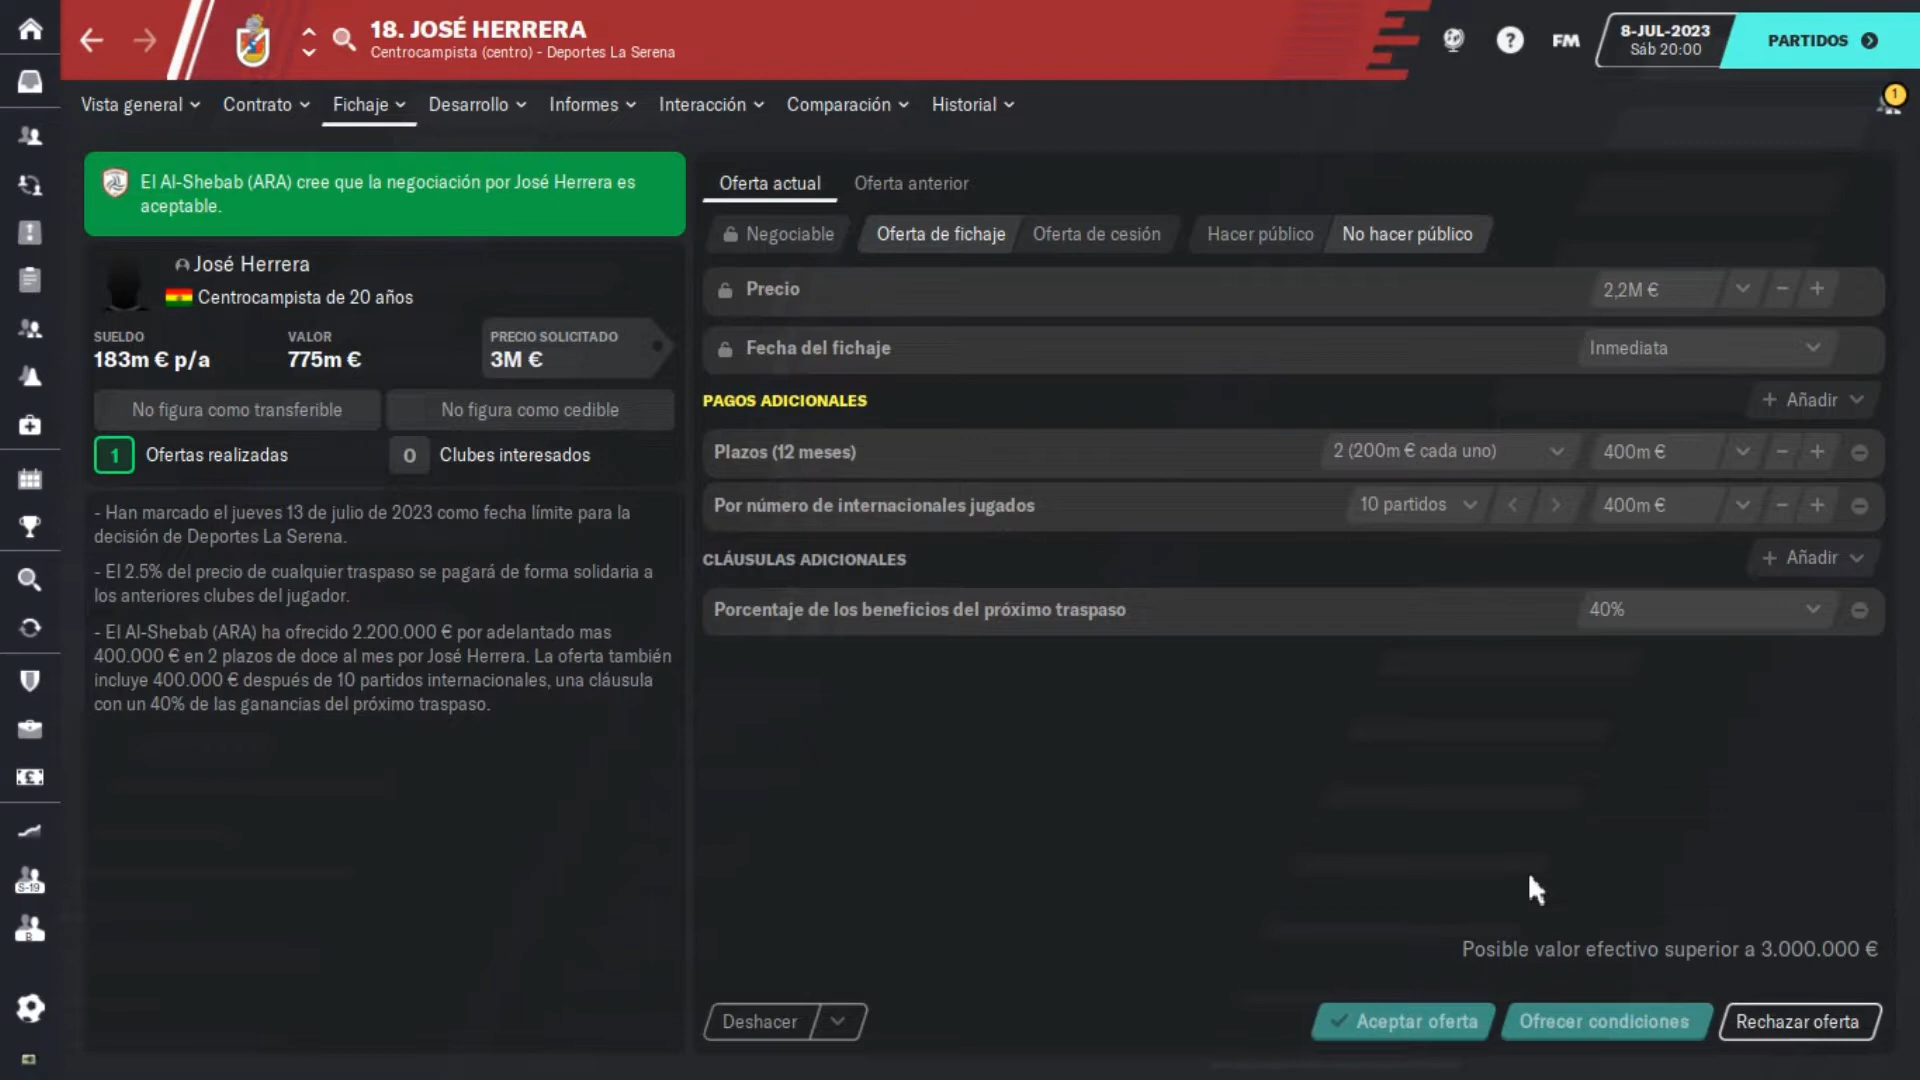 18. JOSÉ HERRERA
Centrocampista (centro) - Deportes La Serena
FM
8-JUL-2023
Sáb 20:00
PARTIDOS
Vista general
Contrato
Fichaje
Desarrollo
Informes
Interacción
Comparación
Historial
1
El Al-Shebab (ARA) cree que la negociación por José Herrera es
aceptable.
José Herrera
Centrocampista de 20 años
SUELDO
VALOR
PRECIO SOLICITADO
183m € p/a
775m €
3M €
No figura como transferible
No figura como cedible
1
Ofertas realizadas
0
Clubes interesados
- Han marcado el jueves 13 de julio de 2023 como fecha límite para la
decisión de Deportes La Serena.
- El 2.5% del precio de cualquier traspaso se pagará de forma solidaria a
los anteriores clubes del jugador.
- El Al-Shebab (ARA) ha ofrecido 2.200.000 € por adelantado mas
400.000 € en 2 plazos de doce al mes por José Herrera. La oferta también
incluye 400.000 € después de 10 partidos internacionales, una cláusula
con un 40% de las ganancias del próximo traspaso.
Oferta actual
Oferta anterior
Negociable
Oferta de fichaje
Oferta de cesión
Hacer público
No hacer público
Precio
2,2M €
Fecha del fichaje
Inmediata
PAGOS ADICIONALES
+ Añadir
Plazos (12 meses)
2 (200m € cada uno)
400m €
Por número de internacionales jugados
10 partidos
400m €
CLÁUSULAS ADICIONALES
+ Añadir
Porcentaje de los beneficios del próximo traspaso
40%
Posible valor efectivo superior a 3.000.000 €
Deshacer
Aceptar oferta
Ofrecer condiciones
Rechazar oferta
S-19
B